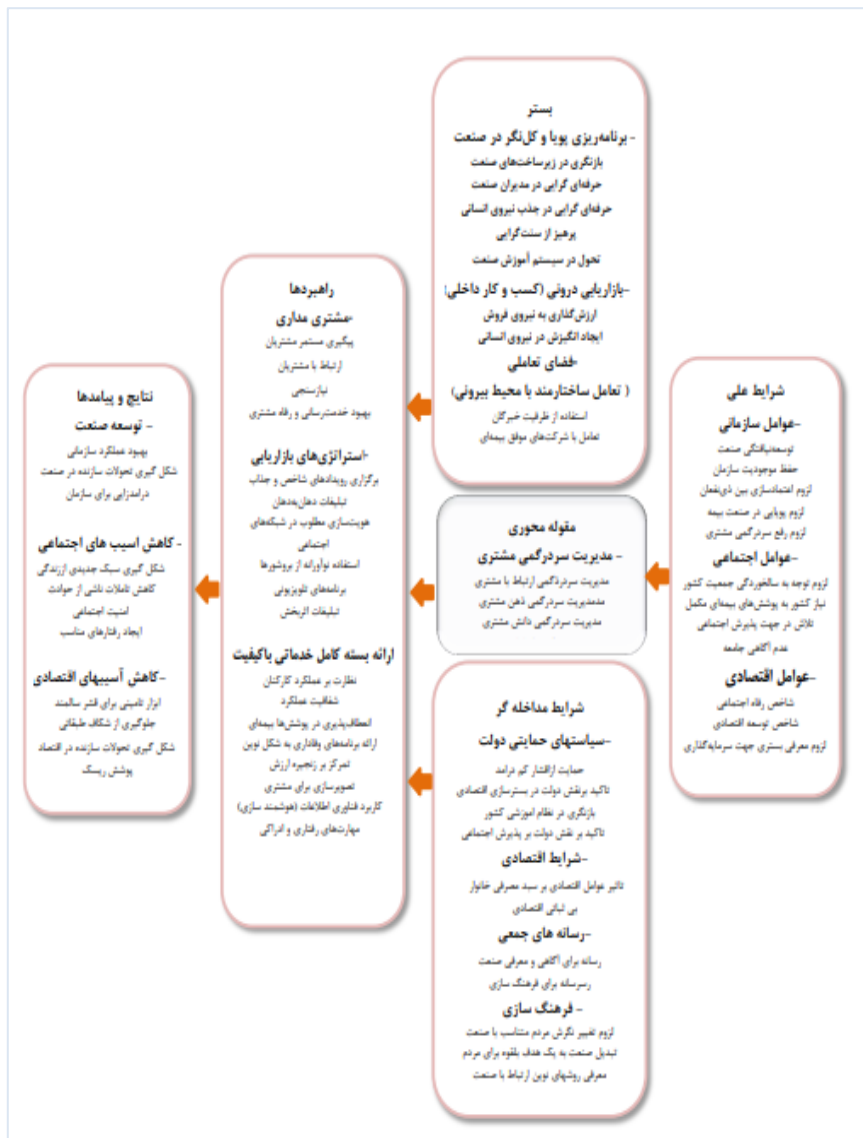 شرایط علی
-عوامل سازمانی
توسعه‌نیافتگی صنعت
حفظ موجودیت سازمان
لزوم اعتمادسازی بین ذی‌نفعان
لزوم پویایی در صنعت بیمه
لزوم رفع سردرگمی مشتری
-عوامل اجتماعی
لزوم توجه به سالخوردگی جمعیت کشور
نیاز کشور به پوشش‌های بیمه‌ای مکمل
تلاش در جهت پذیرش اجتماعی
عدم آگاهی جامعه
-عوامل اقتصادی
شاخص رفاه اجتماعی
شاخص توسعه اقتصادی
لزوم معرفی بستری جهت سرمایه‌گذاری
بستر
- برنامه‌ریزی پویا و کل‌نگر در صنعت
بازنگری در زیرساخت‌های صنعت
حرفه‌ای گرایی در مدیران صنعت
حرفه‌ای گرایی در جذب نیروی انسانی
پرهیز از سنت‌گرایی
تحول در سیستم آموزش صنعت
-بازاریابی درونی (کسب و کار داخلی)
ارزش‌گذاری به نیروی فروش
ایجاد انگیزش در نیروی انسانی
-فضای تعاملی
( تعامل ساختارمند با محیط بیرونی)
استفاده از ظرفیت خبرگان
تعامل با شرکت‌های موفق بیمه‌ای
مقوله محوری
- مدیریت سردرگمی مشتری
مدیریت سردرذگمی ارتباط با مشتری
مدمدیریت سردرگمی ذهن مشتری
مدیریت سردرگمی دانش مشتری
شرایط مداخله گر
-سیاستهای حمایتی دولت
حمایت ازاقشار کم درامد
تاکید برنقش دولت در بسترسازی اقتصادی
بازنگری در نظام اموزشی کشور
تاکید بر نقش دولت بر پذیرش اجتماعی
-شرایط اقتصادی
تاثیر عوامل اقتصادی بر سبد مصرفی خانوار
بی ثباتی اقتصادی
-رسانه های جمعی
رسانه برای آگاهی و معرفی صنعت
رسرسانه برای فرهنگ سازی
- فرهنگ سازی
لزوم تغییر نگرش مردم متناسب با صنعت
تبدیل صنعت به یک هدف بلقوه برای مردم
معرفی روشهای نوین ارتباط با صنعت
راهبردها
-مشتری مداری
پیگیری مستمر مشتریان
ارتباط با مشتریان
نیازسنجی
بهبود خدمت‌رسانی و رفاه مشتری
-استراتژی‌های بازاریابی
برگزاری رویدادهای شاخص و جذاب
تبلیغات دهان‌به‌دهان
هویت‌سازی مطلوب در شبکه‌های
اجتماعی
استفاده نوآورانه از بروشورها
برنامه‌های تلویزیونی
تبلیغات اثربخش
ارائه بسته کامل خدماتی باکیفیت
نظارت بر عملکرد کارکنان
شفافیت عملکرد
انعطاف‌پذیری در پوشش‌ها بیمه‌ای
ارائه برنامه‌های وفاداری به شکل نوین
تمرکز بر زنجیره ارزش
تصویرسازی برای مشتری
کاربرد فناوری اطلاعات (هوشمند سازی)
مهارت‌های رفتاری و ادراکی
نتایج و پیامدها
- توسعه صنعت
بهبود عملکرد سازمانی
شکل گیری تحولات سازنده در صنعت
درامدزایی برای سازمان
- کاهش اسیب های اجتماعی
شکل گیری سبک جدیدی اززندگی
کاهش تاملات ناشی از حوادث
امنیت اجتماعی
ایجاد رفتارهای مناسب
-کاهش آسیبهای اقتصادی
ابزار تامینی برای قشر سالمند
جلوگیری از شکاف طبقاتی
شکل گیری تحولات سازنده در اقتصاد
پوشش ریسک